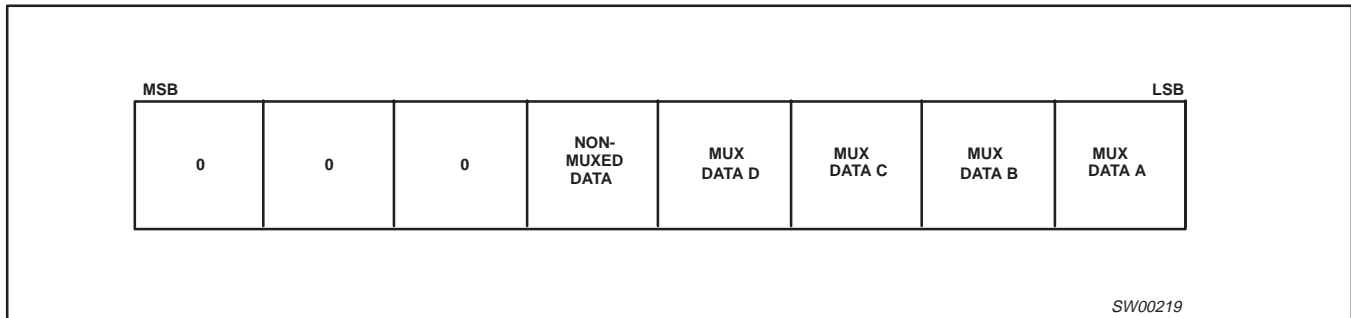 MSB
LSB
0
0
0
NON-
MUXED
DATA
MUX
DATA D
MUX
DATA C
MUX
DATA B
MUX
DATA A
SW00219